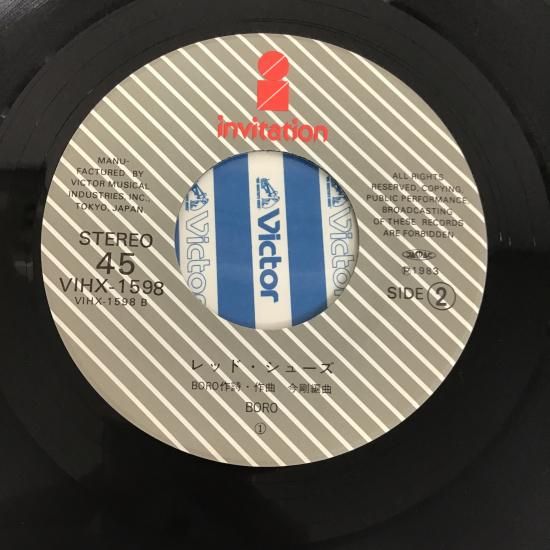 invitation
MANU-
FACTURED BY
VICTOR MUSICAL
INDUSTRIES, INC.,
TOKYO, JAPAN.
STEREO
45
VIHX-1598
VIHX-1598 B
Victor
Victor
Victor
ALL RIGHTS
RESERVED, COPYING,
PUBLIC PERFORMANCE
BROADCASTING
OF THESE RECORDS
ARE FORBIDDEN
℗1983
SIDE ②
レッド・シューズ
BORO作詩・作曲 今剛編曲
BORO
①